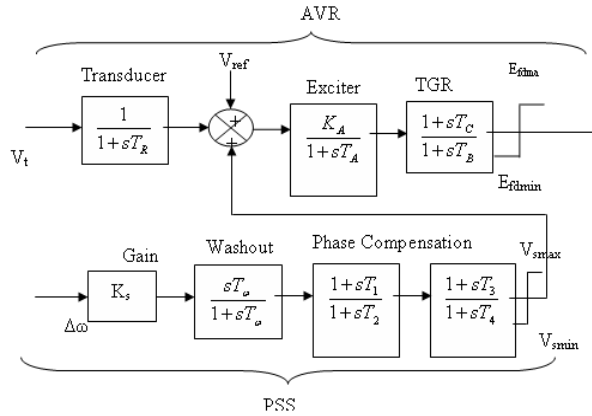 AVR
V_ref
Transducer
Exciter
TGR
E_fdma
+
1
1+sT_R
K_A
1+sT_A
1+sT_C
1+sT_B
V_t
+
E_fdmin
Gain
Washout
Phase Compensation
V_smax
K_s
sT_ω
1+sT_ω
1+sT_1
1+sT_2
1+sT_3
1+sT_4
Δω
V_smin
PSS